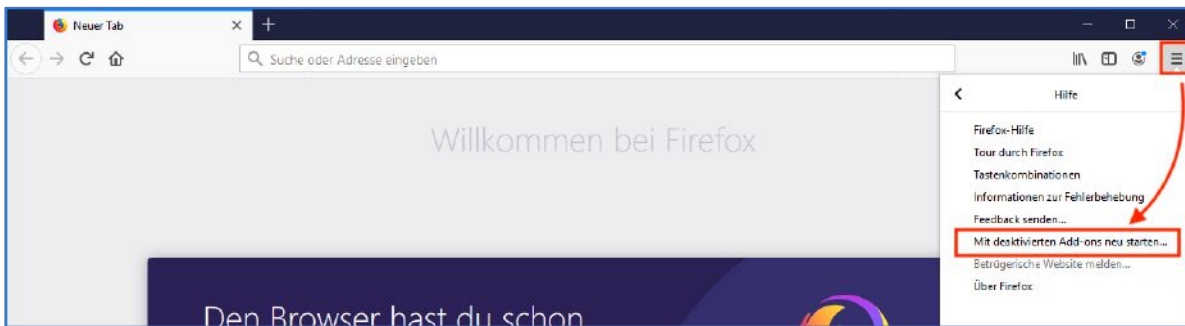 Neuer Tab
Suche oder Adresse eingeben
Willkommen bei Firefox
Hilfe
Firefox-Hilfe
Tour durch Firefox
Tastenkombinationen
Informationen zur Fehlerbehebung
Feedback senden...
Mit deaktivierten Add-ons neu starten...
Betrügerische Website melden...
Über Firefox
Den Browser hast du schon